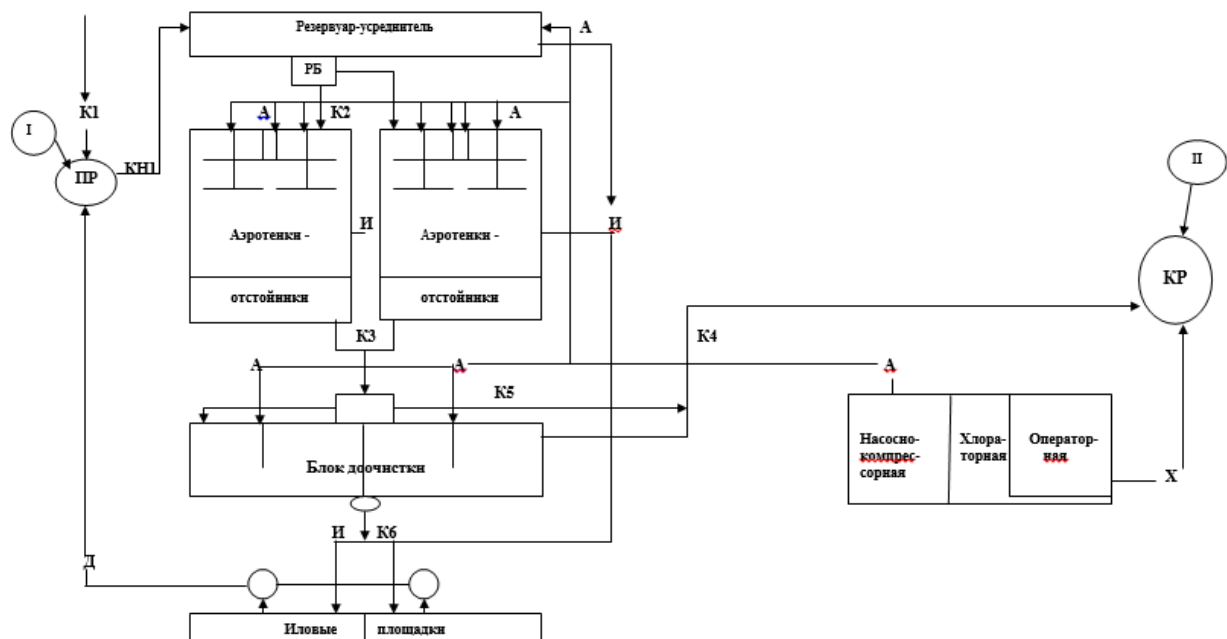 Резервуар-усреднитель
А
РБ
К1
А
К2
А
I
ПР
КН1
II
И
И
Аэротенки -
Аэротенки -
КР
отстойники
отстойники
К3
К4
А
А
А
К5
Насосно-
компрес-
сорная
Хлора-
торная
Оператор-
ная
Блок доочистки
Х
И
К6
Д
Иловые
площадки